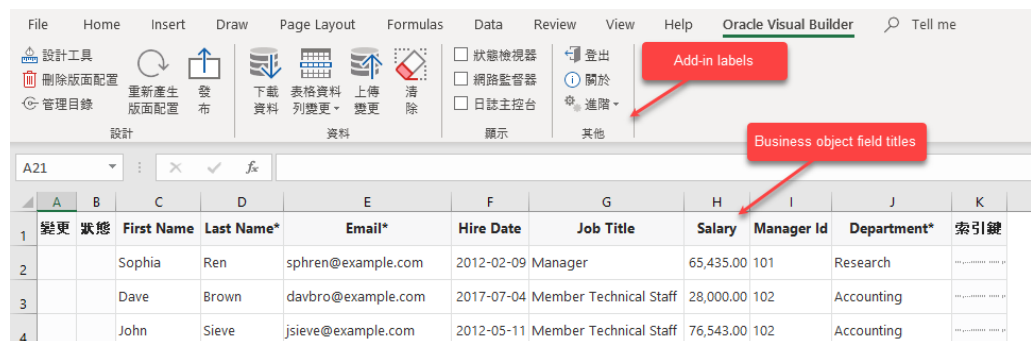 File Home Insert Draw Page Layout Formulas Data Review View Help Oracle Visual Builder Tell me
設計工具
刪除版面配置
管理目錄
重新產生
版面配置
發
布
設計
下載
資料
表格資料
列變更
上傳
變更
清
除
資料
狀態檢視器
網路監督器
日誌主控台
顯示
登出
關於
進階
其他
Add-in labels
Business object field titles
A21 fx
A B C D E F G H I J K
1 變更 狀態 First Name Last Name* Email* Hire Date Job Title Salary Manager Id Department* 索引鍵
2 Sophia Ren sphren@example.com 2012-02-09 Manager 65,435.00 101 Research
3 Dave Brown davbro@example.com 2017-07-04 Member Technical Staff 28,000.00 102 Accounting
4 John Sieve jsieve@example.com 2012-05-11 Member Technical Staff 76,543.00 102 Accounting